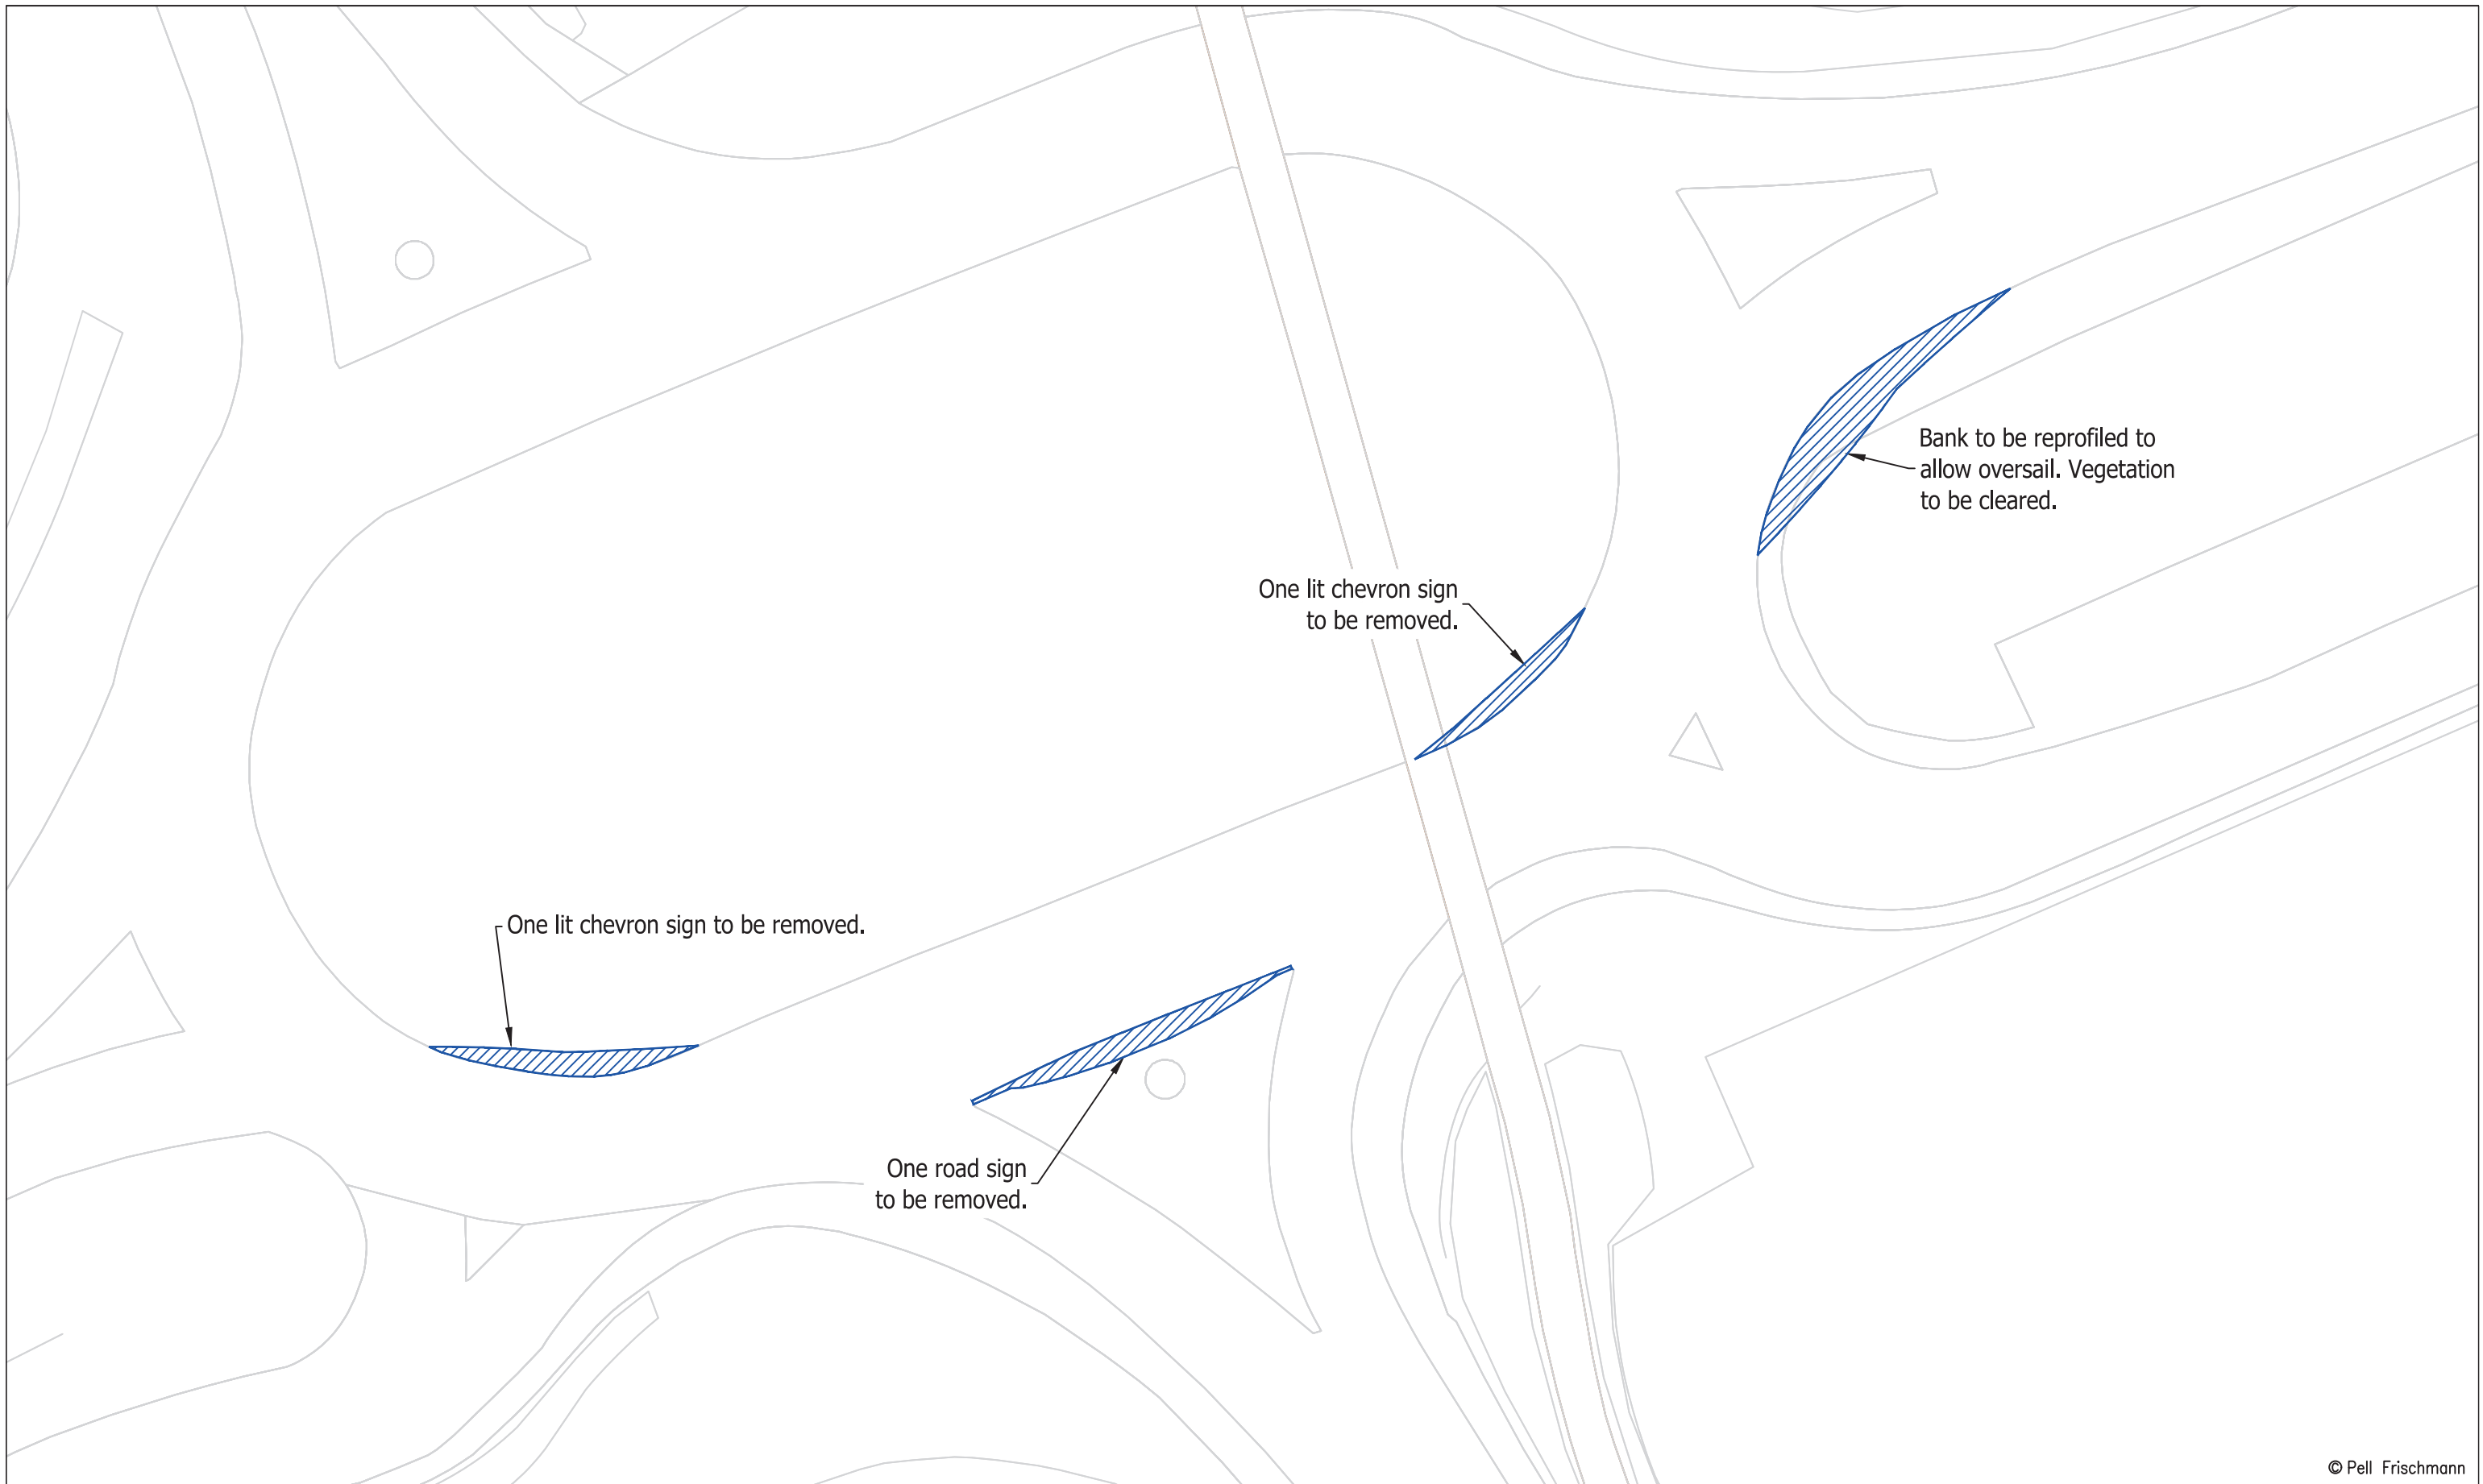 Bank to be reprofiled to
allow oversail. Vegetation
to be cleared.
One lit chevron sign
to be removed.
One lit chevron sign to be removed.
One road sign
to be removed.
© Pell Frischmann